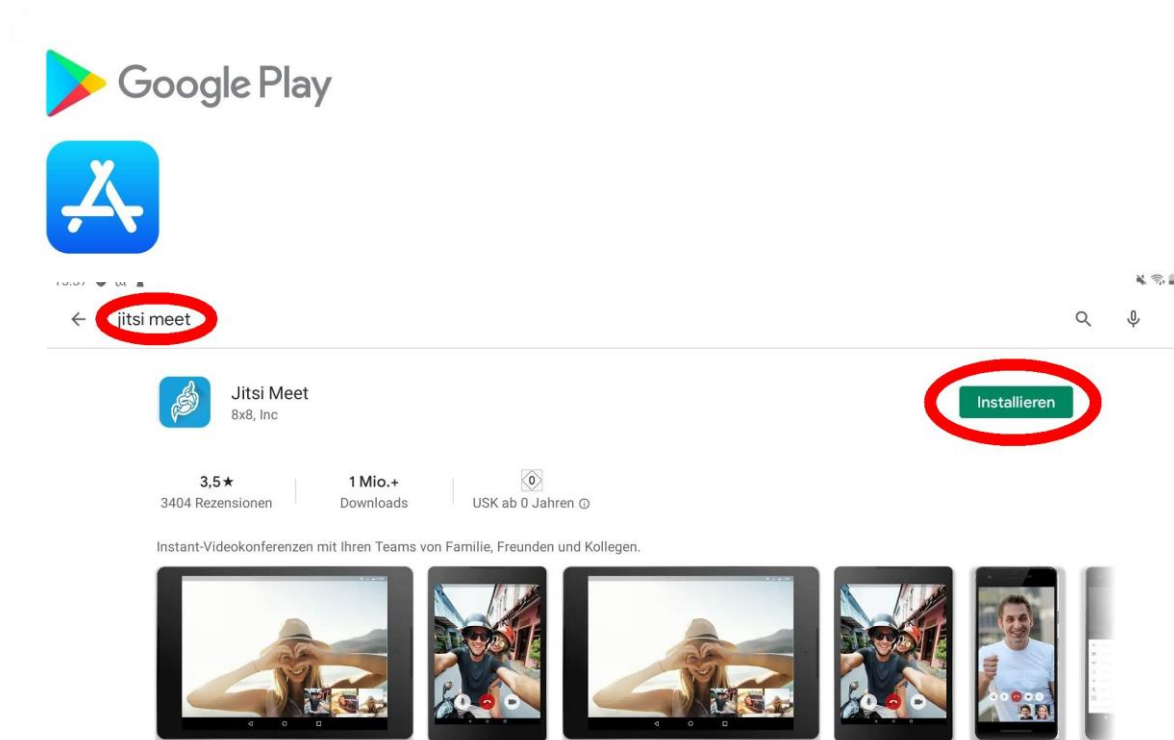 Google Play
jitsi meet
Jitsi Meet
8x8, Inc
Installieren
3,5★
3404 Rezensionen
1 Mio.+
Downloads
0
USK ab 0 Jahren
Instant-Videokonferenzen mit Ihren Teams von Familie, Freunden und Kollegen.